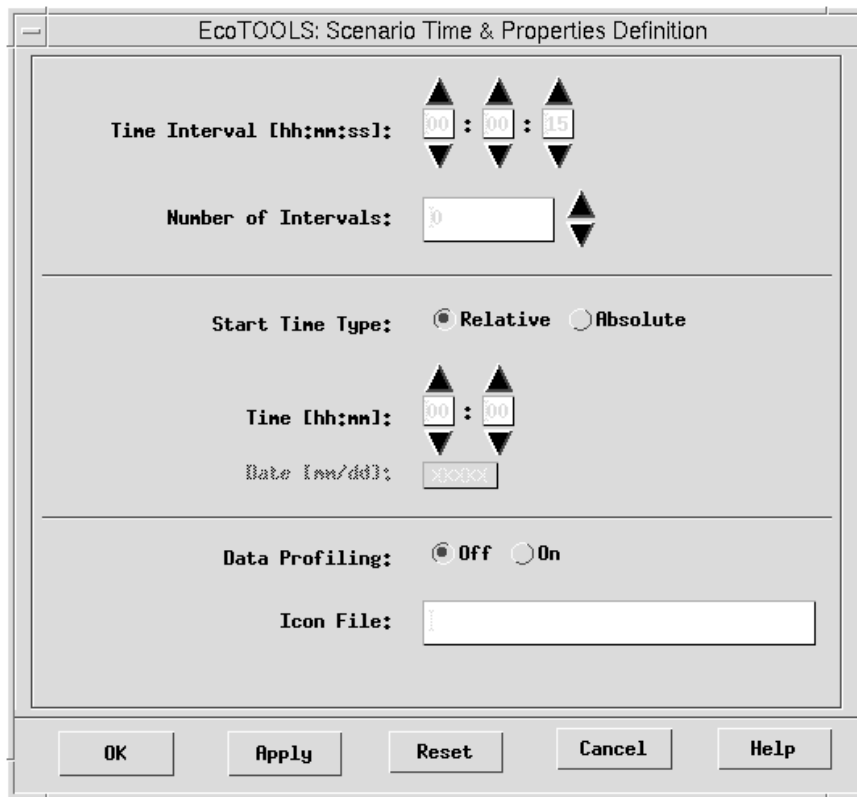 EcoTOOLS: Scenario Time & Properties Definition
Time Interval [hh:mm:ss]: 00 : 00 : 15
Number of Intervals: 0
Start Time Type: Relative Absolute
Time [hh:mm]: 00 : 00
Date [mm/dd]:
Data Profiling: Off On
Icon File:
OK Apply Reset Cancel Help